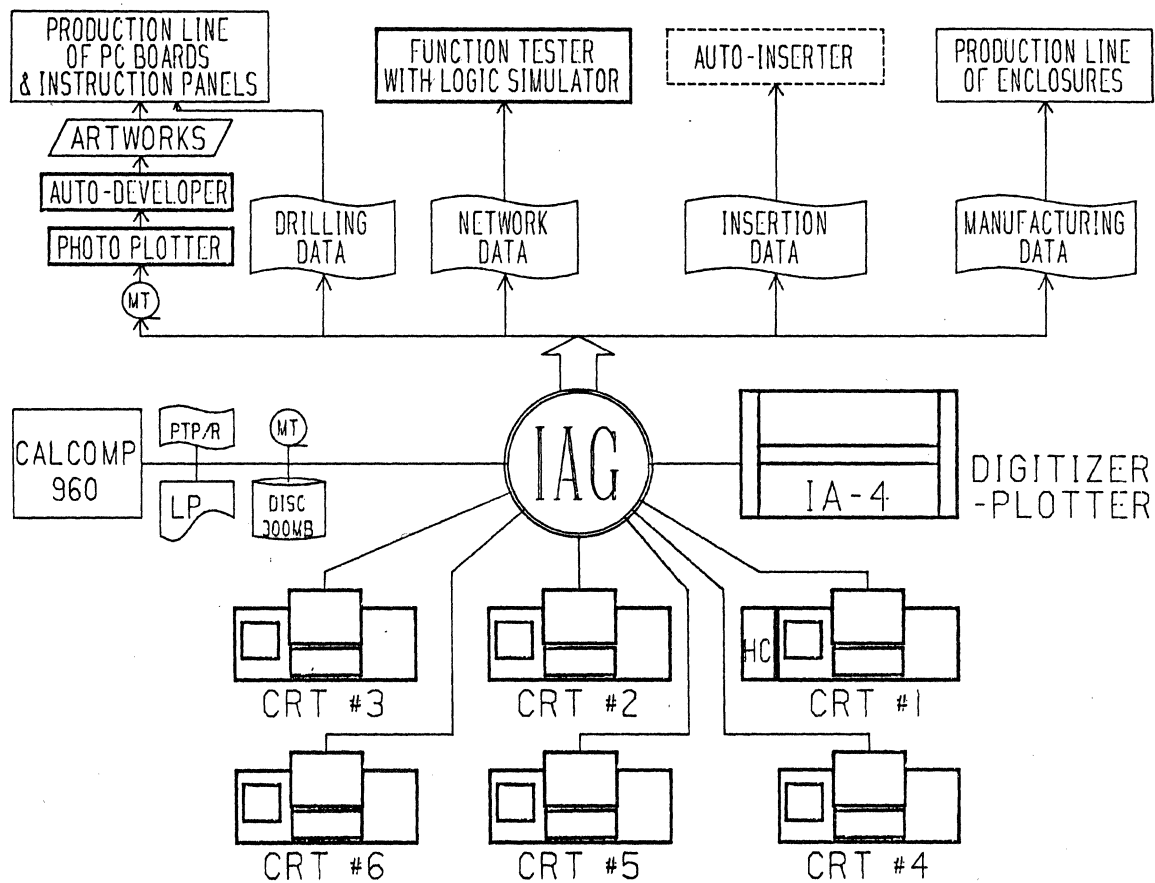 PRODUCTION LINE
OF PC BOARDS
& INSTRUCTION PANELS
FUNCTION TESTER
WITH LOGIC SIMULATOR
AUTO-INSERTER
PRODUCTION LINE
OF ENCLOSURES
ARTWORKS
AUTO-DEVELOPER
PHOTO PLOTTER
MT
DRILLING
DATA
NETWORK
DATA
INSERTION
DATA
MANUFACTURING
DATA
CALCOMP
960
PTP/R
LP
MT
DISC
300MB
IAG
IA-4
DIGITIZER
-PLOTTER
CRT #3
CRT #2
HC
CRT #1
CRT #6
CRT #5
CRT #4